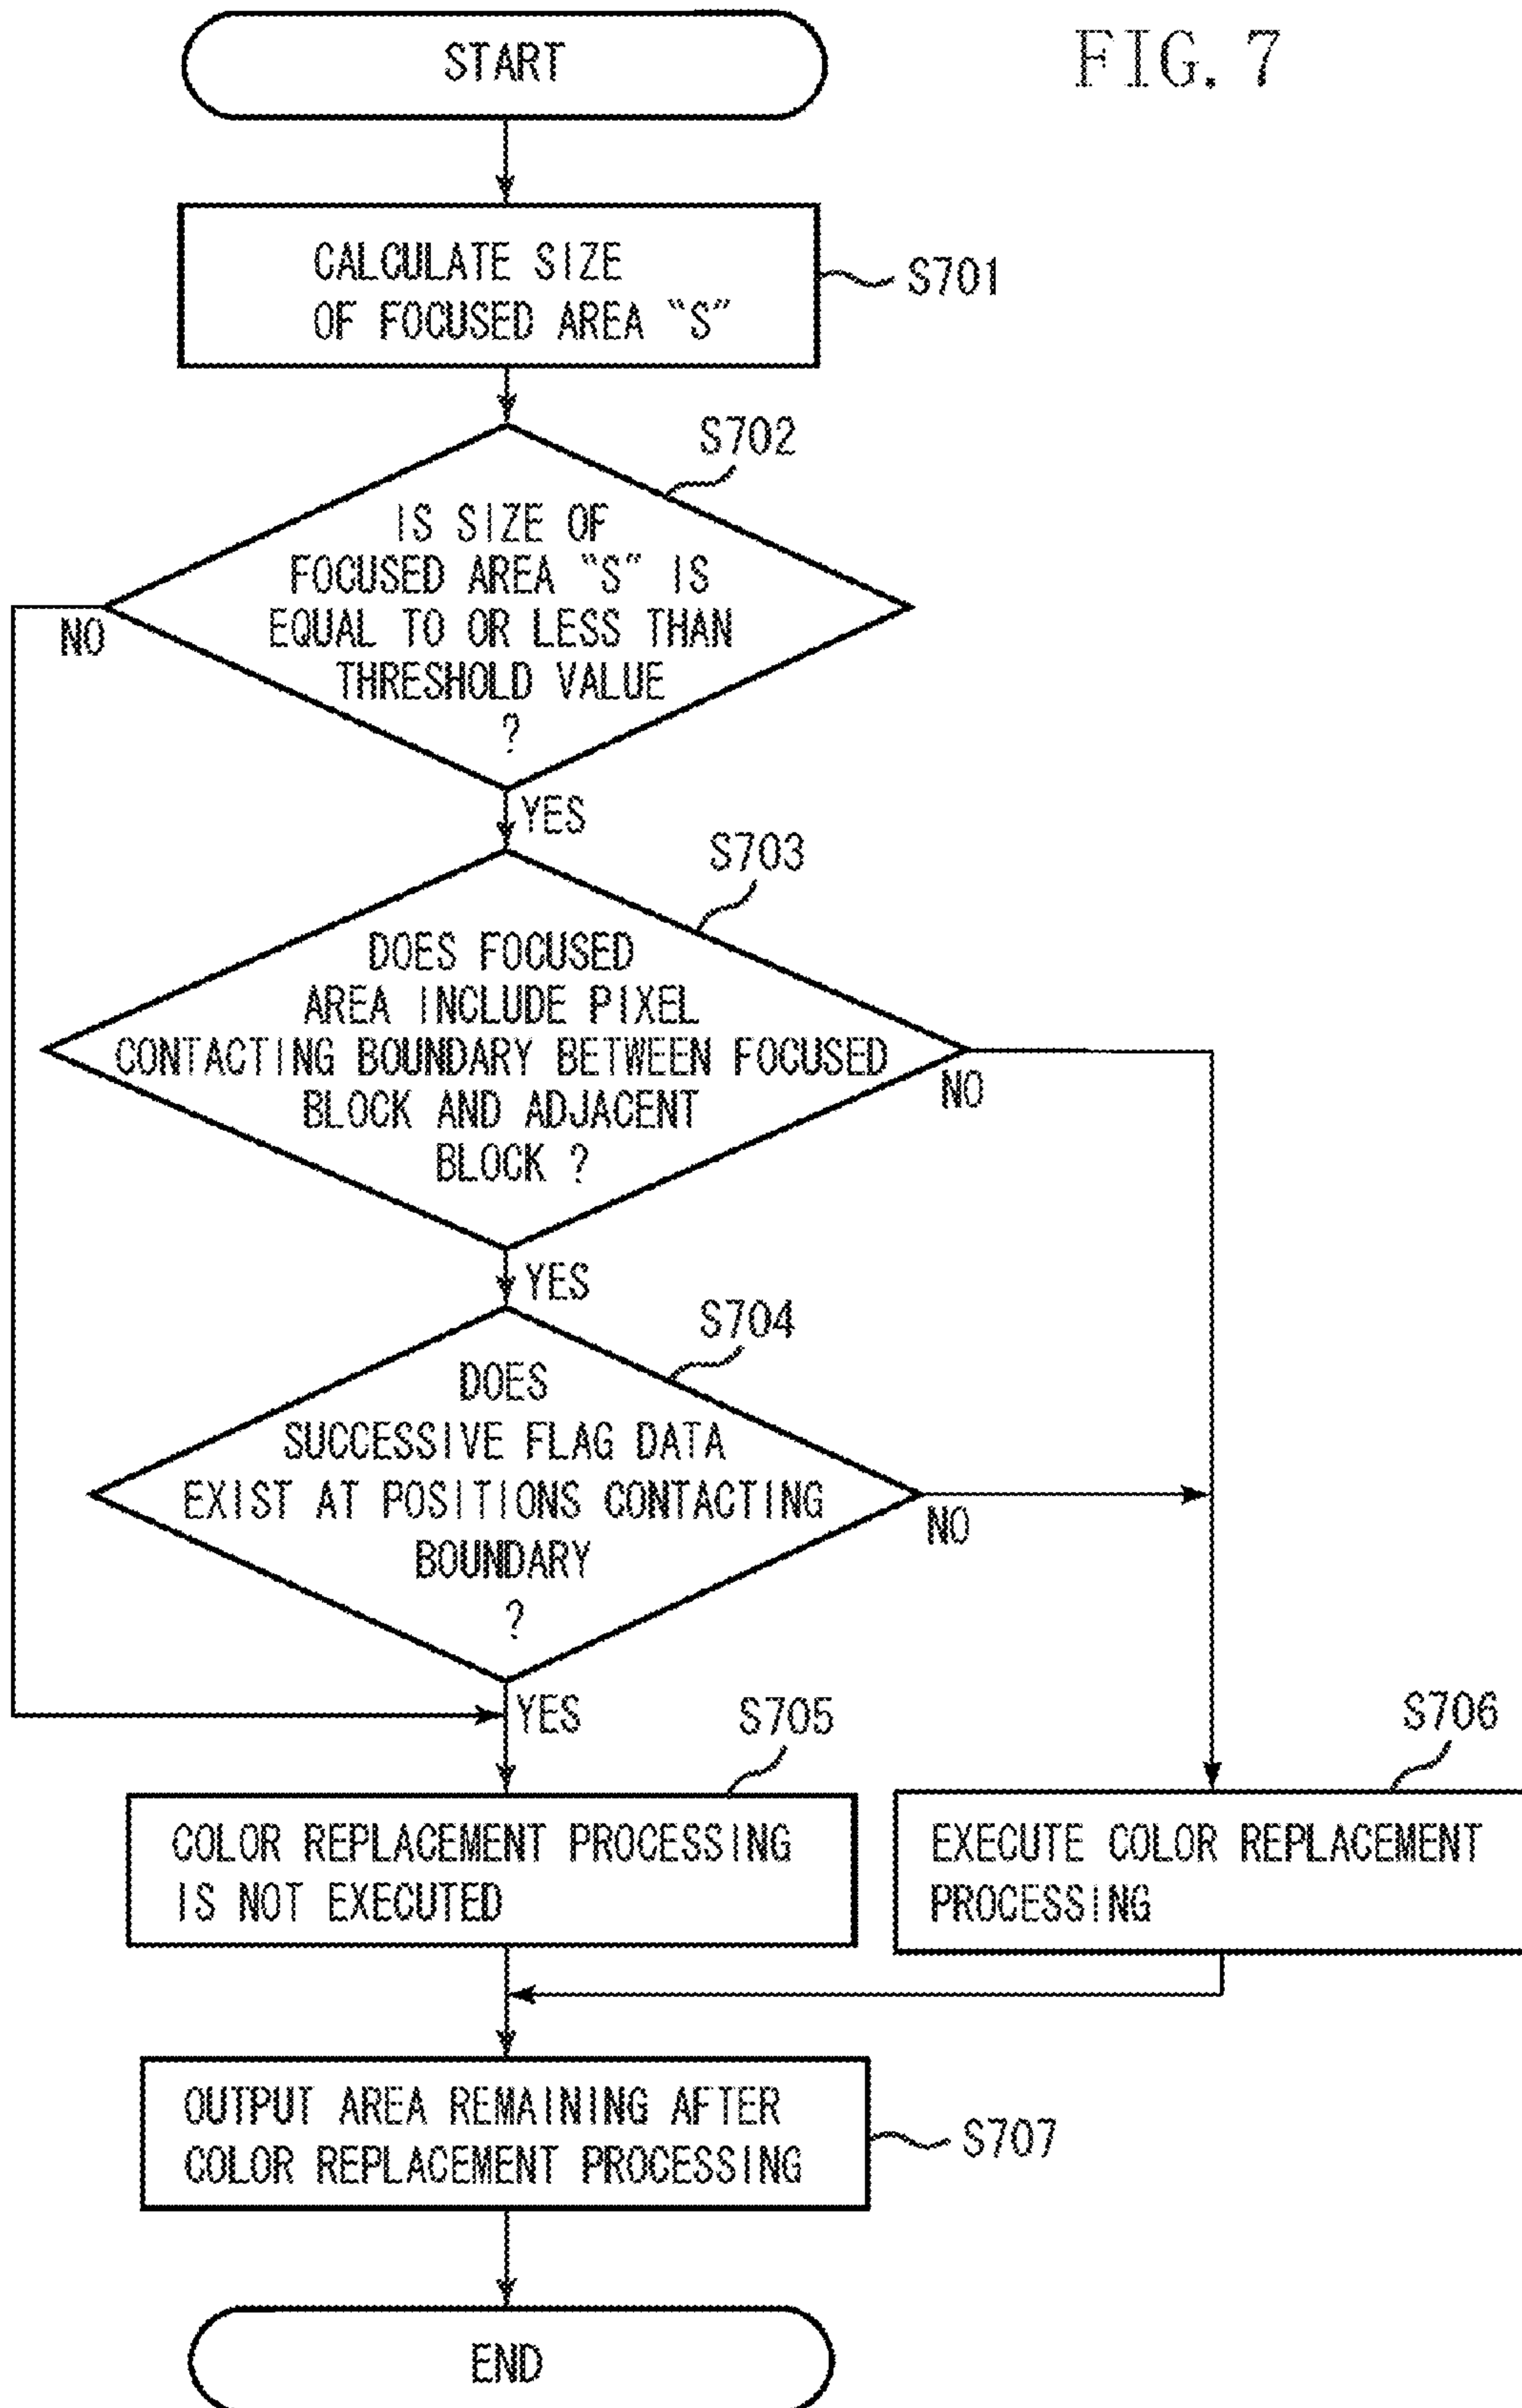 START
FIG. 7
CALCULATE SIZE
OF FOCUSED AREA “S”
S701
S702
IS SIZE OF
FOCUSED AREA “S” IS
EQUAL TO OR LESS THAN
THRESHOLD VALUE
?
NO
YES
S703
DOES FOCUSED
AREA INCLUDE PIXEL
CONTACTING BOUNDARY BETWEEN FOCUSED
BLOCK AND ADJACENT
BLOCK ?
NO
YES
S704
DOES
SUCCESSIVE FLAG DATA
EXIST AT POSITIONS CONTACTING
BOUNDARY
?
NO
YES
S705
S706
COLOR REPLACEMENT PROCESSING
IS NOT EXECUTED
EXECUTE COLOR REPLACEMENT
PROCESSING
OUTPUT AREA REMAINING AFTER
COLOR REPLACEMENT PROCESSING
S707
END